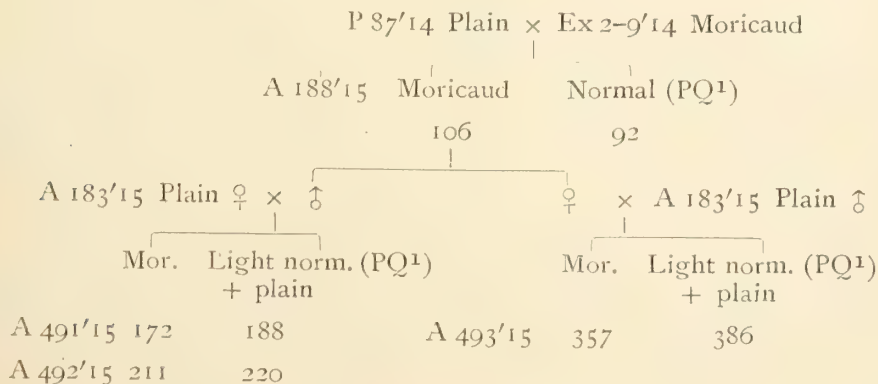 P 87'14 Plain × Ex 2-9'14 Moricaud
A 188'15 Moricaud Normal (PQ¹)
106 92
A 183'15 Plain ♀ × ♂ ♀ × A 183'15 Plain ♂
Mor. Light norm. (PQ¹) Mor. Light norm. (PQ¹)
+ plain + plain
A 491'15 172 188 A 493'15 357 386
A 492'15 211 220